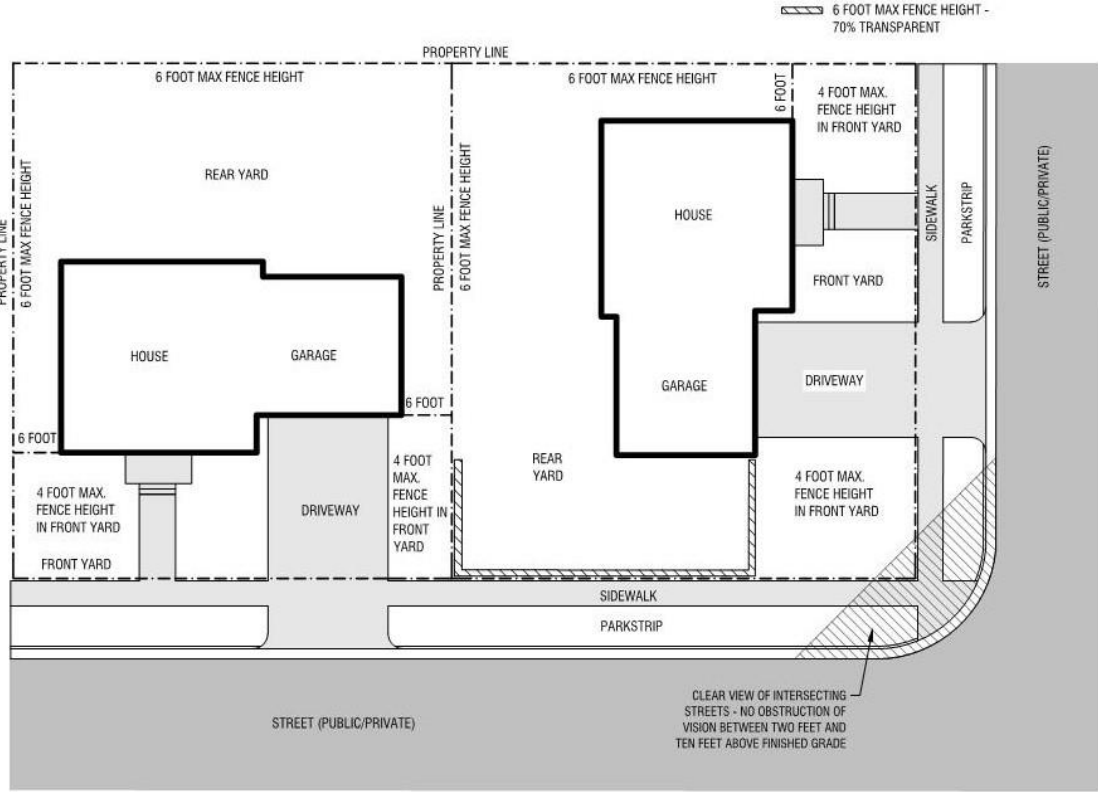 6 FOOT MAX FENCE HEIGHT -
70% TRANSPARENT
PROPERTY LINE
6 FOOT MAX FENCE HEIGHT
6 FOOT MAX FENCE HEIGHT
6 FOOT
4 FOOT MAX.
FENCE HEIGHT
IN FRONT YARD
PROPERTY LINE
6 FOOT MAX FENCE HEIGHT
REAR YARD
PROPERTY LINE
6 FOOT MAX FENCE HEIGHT
HOUSE
SIDEWALK
PARKSTRIP
STREET (PUBLIC/PRIVATE)
FRONT YARD
HOUSE
GARAGE
GARAGE
DRIVEWAY
6 FOOT
6 FOOT
4 FOOT MAX.
FENCE HEIGHT
IN FRONT YARD
FRONT YARD
DRIVEWAY
4 FOOT
MAX.
FENCE
HEIGHT IN
FRONT
YARD
REAR
YARD
4 FOOT MAX.
FENCE HEIGHT
IN FRONT YARD
SIDEWALK
PARKSTRIP
CLEAR VIEW OF INTERSECTING
STREETS - NO OBSTRUCTION OF
VISION BETWEEN TWO FEET AND
TEN FEET ABOVE FINISHED GRADE
STREET (PUBLIC/PRIVATE)